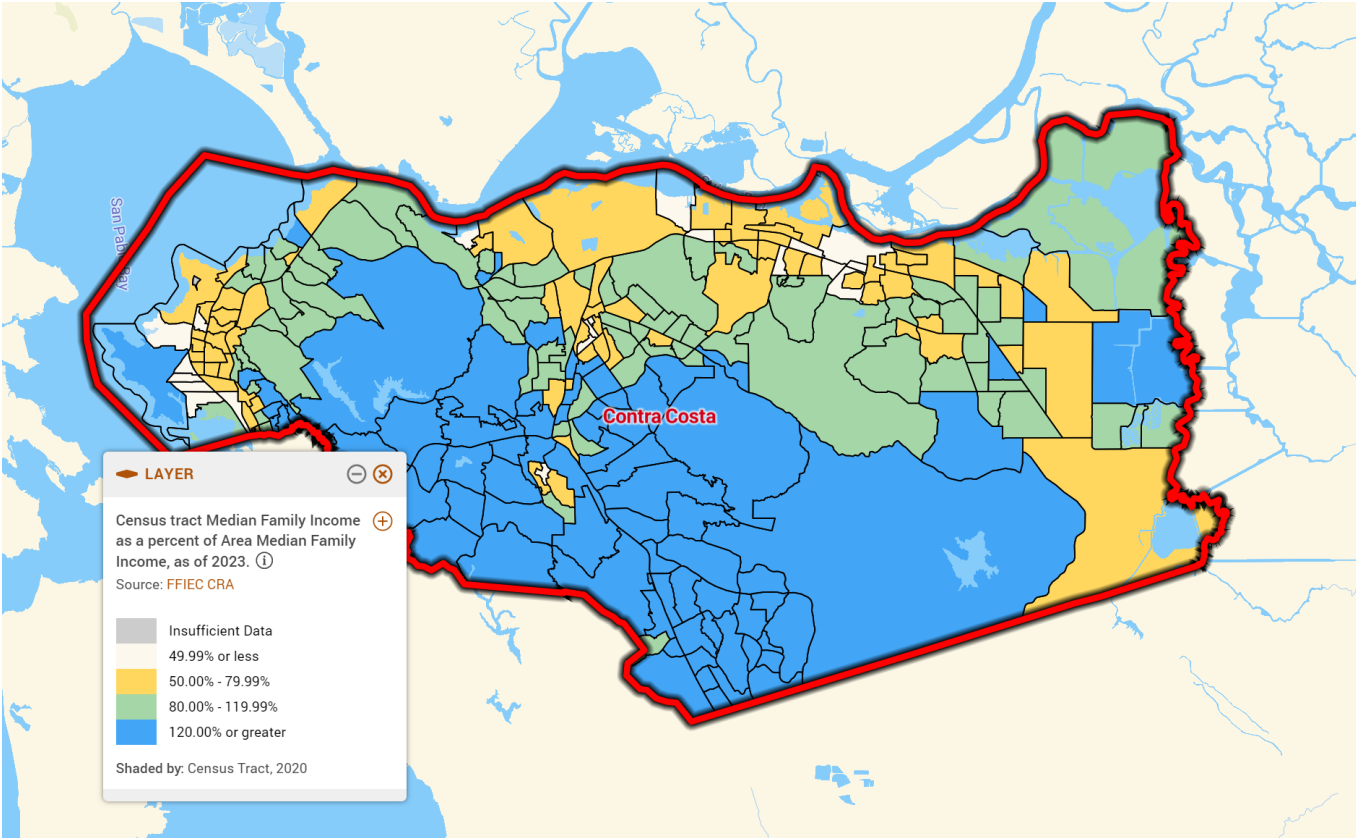 San Pablo Bay
Contra Costa
LAYER
Census tract Median Family Income
as a percent of Area Median Family
Income, as of 2023.
Source: FFIEC CRA
Insufficient Data
49.99% or less
50.00% - 79.99%
80.00% - 119.99%
120.00% or greater
Shaded by: Census Tract, 2020